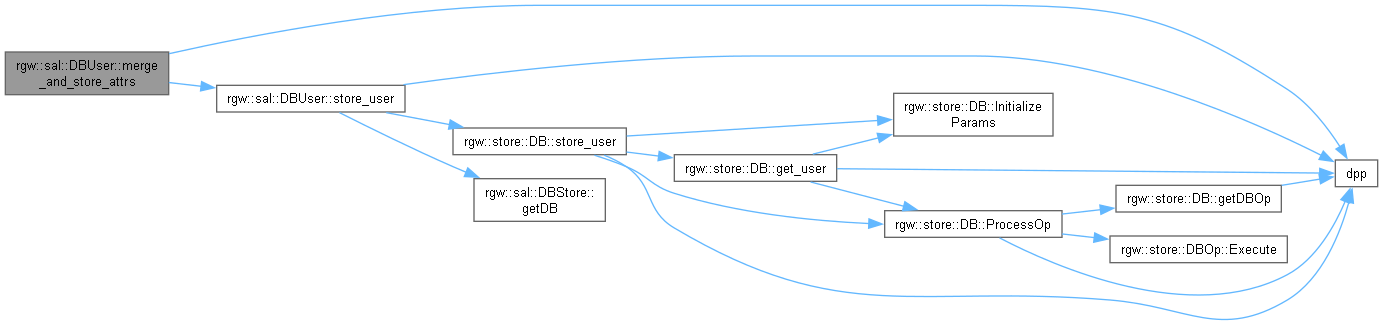 rgw::sal::DBUser::merge
_and_store_attrs
rgw::sal::DBUser::store_user
rgw::store::DB::store_user
rgw::sal::DBStore::
getDB
rgw::store::DB::get_user
rgw::store::DB::Initialize
Params
rgw::store::DB::ProcessOp
rgw::store::DB::getDBOp
rgw::store::DBOp::Execute
dpp